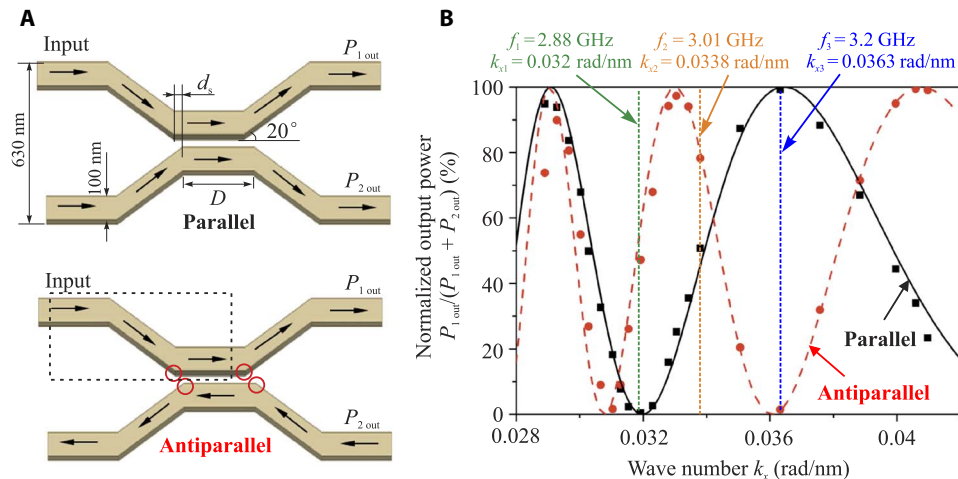 A
Input
P1 out
ds
20°
630 nm
100 nm
D
P2 out
Parallel
Input
P1 out
P2 out
Antiparallel
B
f1 = 2.88 GHz
kx1 = 0.032 rad/nm
f2 = 3.01 GHz
kx2 = 0.0338 rad/nm
f3 = 3.2 GHz
kx3 = 0.0363 rad/nm
Normalized output power
P1 out/(P1 out + P2 out) (%)
100
80
60
40
20
0
Parallel
Antiparallel
0.028
0.032
0.036
0.04
Wave number kx (rad/nm)